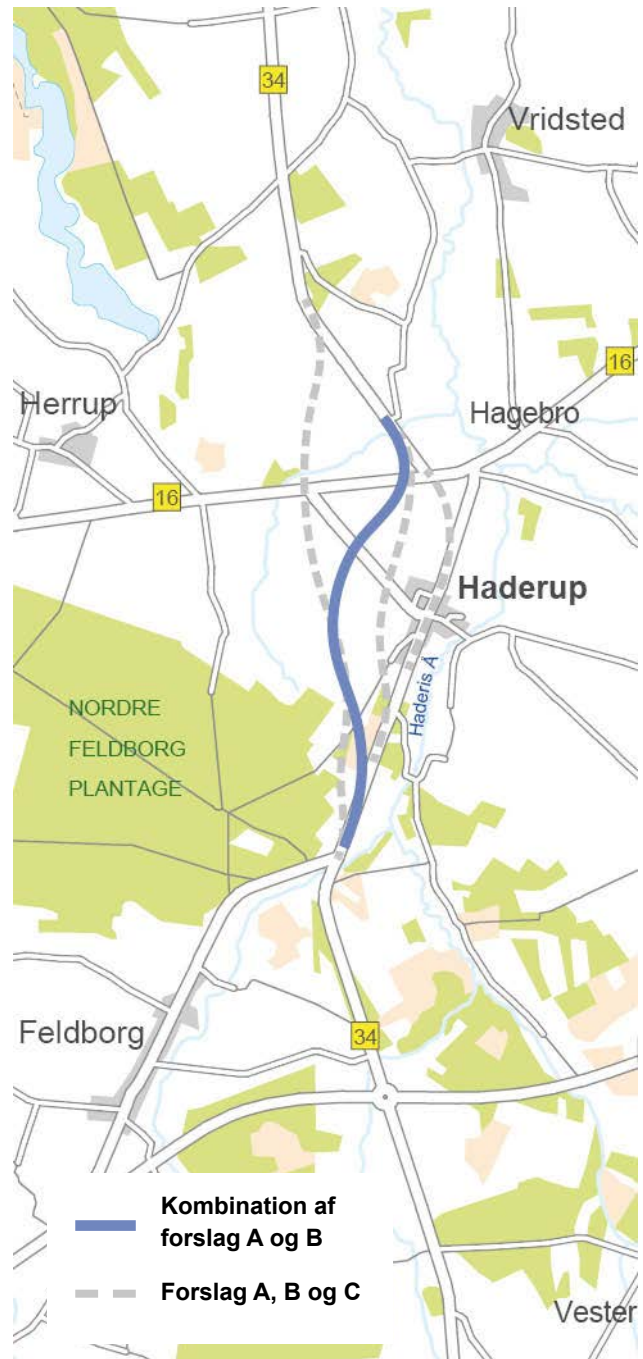 34
Vridsted
16
Herrup
Hagebro
16
Haderup
Haderis Å
NORDRE
FELDBORG
PLANTAGE
Feldborg
34
Kombination af
forslag A og B
Forslag A, B og C
Vester